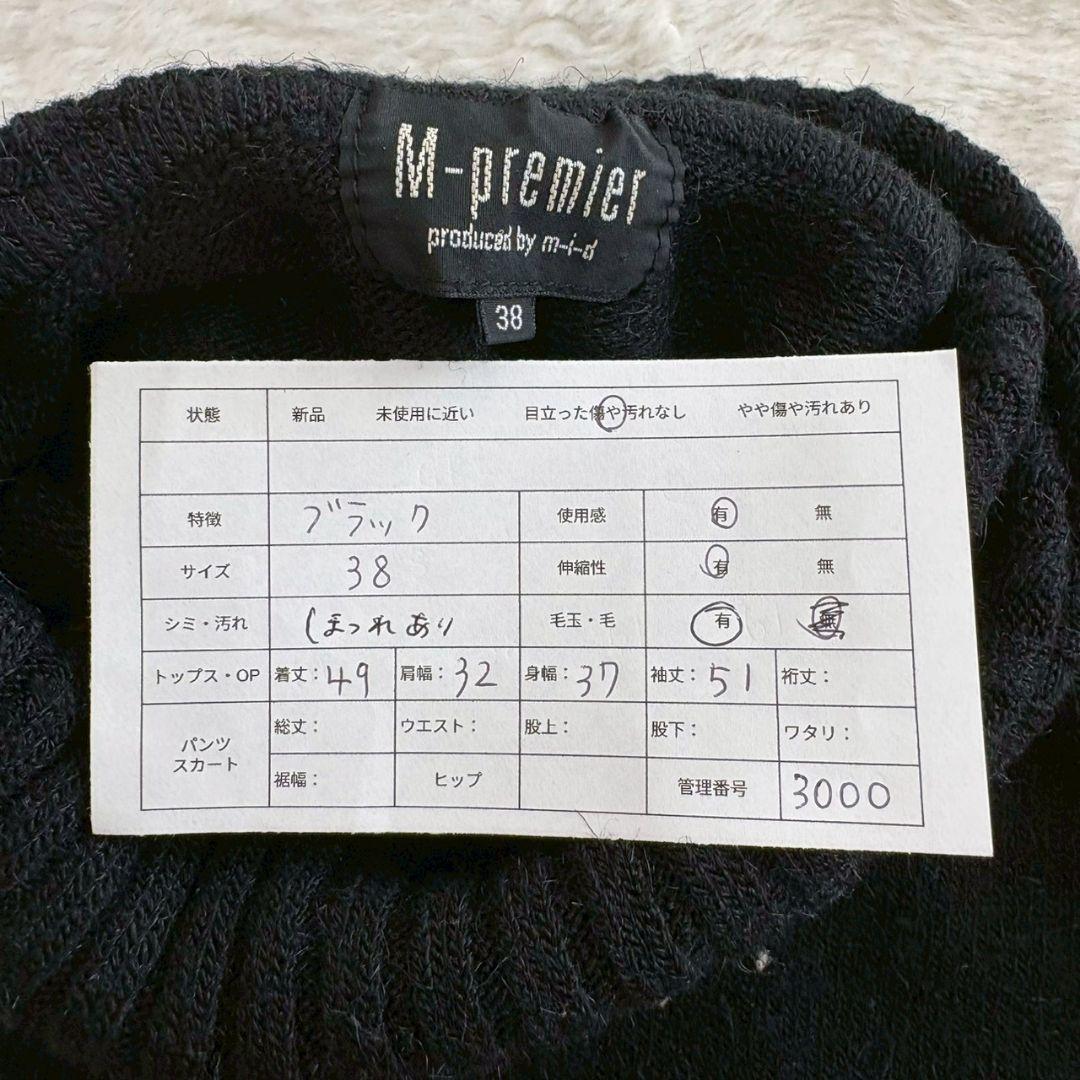 M-premier
produced by m-i-d
38
状態 新品 未使用に近い 目立った傷や汚れなし やや傷や汚れあり
特徴 ブラック 使用感 有 無
サイズ 38 伸縮性 有 無
シミ・汚れ ほつれあり 毛玉・毛 有 無
トップス・OP 着丈: 49 肩幅: 32 身幅: 37 袖丈: 51 裄丈:
パンツ スカート
総丈: ウエスト: 股上: 股下: ワタリ:
裾幅: ヒップ 管理番号 3000